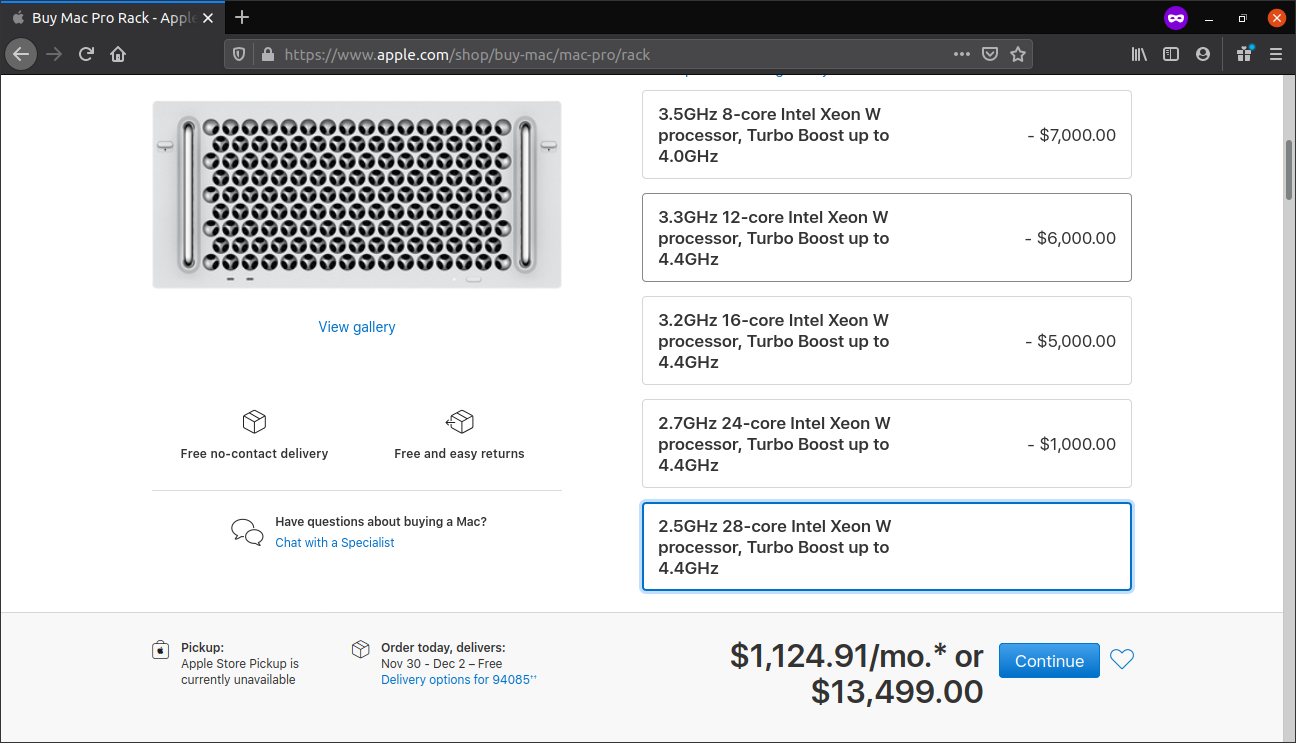 Buy Mac Pro Rack - Apple
https://www.apple.com/shop/buy-mac/mac-pro/rack
3.5GHz 8-core Intel Xeon W
processor, Turbo Boost up to
4.0GHz
- $7,000.00
3.3GHz 12-core Intel Xeon W
processor, Turbo Boost up to
4.4GHz
- $6,000.00
3.2GHz 16-core Intel Xeon W
processor, Turbo Boost up to
4.4GHz
- $5,000.00
2.7GHz 24-core Intel Xeon W
processor, Turbo Boost up to
4.4GHz
- $1,000.00
2.5GHz 28-core Intel Xeon W
processor, Turbo Boost up to
4.4GHz
View gallery
Free no-contact delivery
Free and easy returns
Have questions about buying a Mac?
Chat with a Specialist
Pickup:
Apple Store Pickup is
currently unavailable
Order today, delivers:
Nov 30 - Dec 2 – Free
Delivery options for 94085††
$1,124.91/mo.* or
$13,499.00
Continue